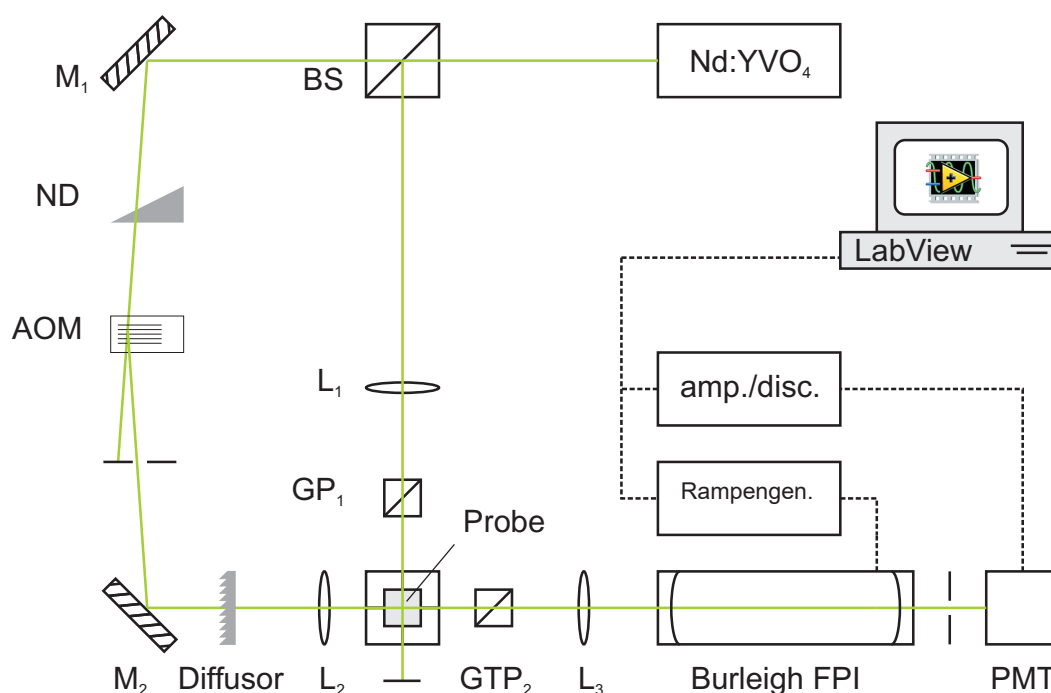 M₁
BS
Nd:YVO₄
ND
LabView
AOM
L₁
amp./disc.
GP₁
Rampengen.
Probe
M₂
Diffusor
L₂
GTP₂
L₃
Burleigh FPI
PMT